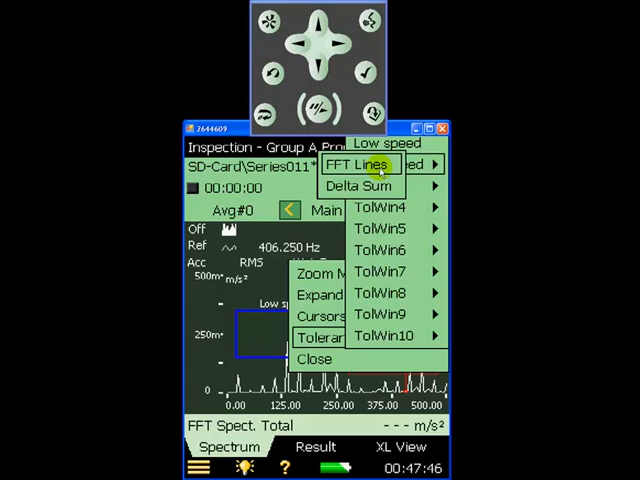 2644609
Inspection - Group A Pro
SD-Card\Series011*
00:00:00
Avg#0
Main
Low speed
FFT Lines
eed
Delta Sum
TolWin4
TolWin5
TolWin6
TolWin7
TolWin8
TolWin9
TolWin10
Off
Ref
406.250 Hz
Acc
RMS
500m
m/s²
Zoom M
Expand
Low s
Cursors
250m
Toleran
Close
0
0.00 125.00 250.00 375.00 500.00
FFT Spect. Total
--- m/s²
Spectrum
Result
XL View
?
00:47:46